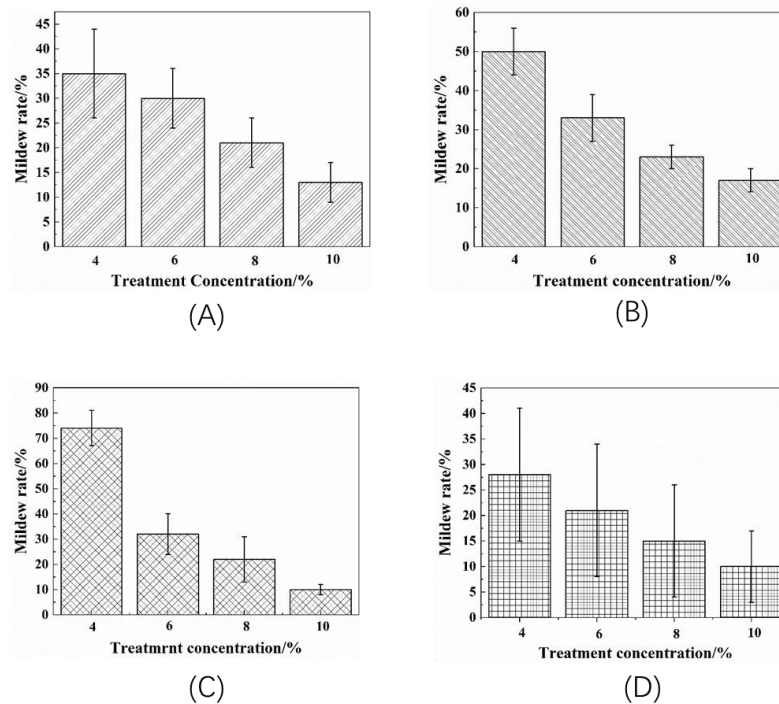 45
40
35
30
25
20
15
10
5
0
Mildew rate/%
4 6 8 10
Treatment Concentration/%
(A)
60
50
40
30
20
10
0
Mildew rate/%
4 6 8 10
Treatment concentration/%
(B)
90
80
70
60
50
40
30
20
10
0
Mildew rate/%
4 6 8 10
Treatmrnt concentration/%
(C)
45
40
35
30
25
20
15
10
5
0
Mildew rate/%
4 6 8 10
Treatment concentration/%
(D)